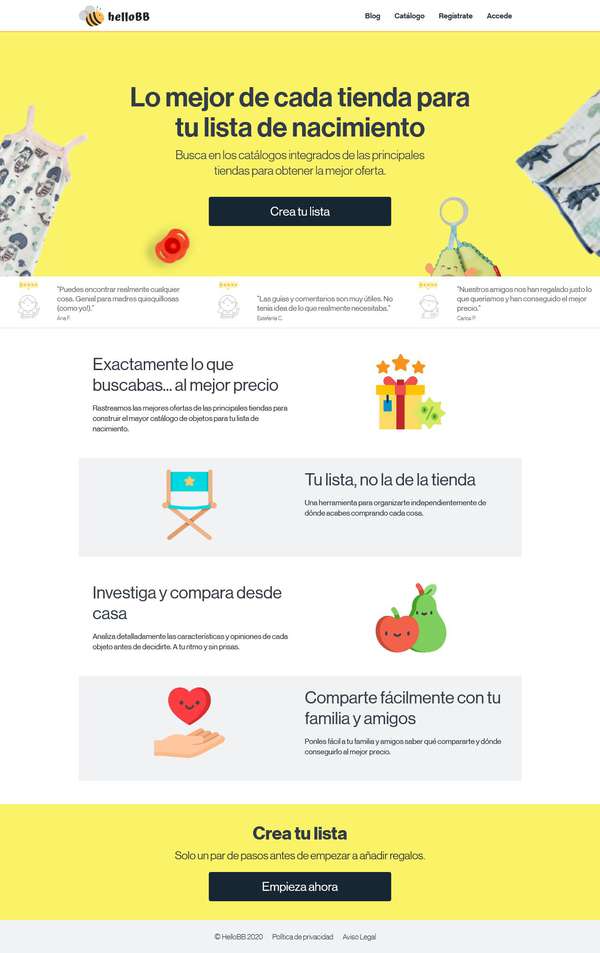 helloBB
Blog
Catálogo
Regístrate
Accede
Lo mejor de cada tienda para
tu lista de nacimiento
Busca en los catálogos integrados de las principales
tiendas para obtener la mejor oferta.
Crea tu lista
"Puedes encontrar realmente cualquier
cosa. Genial para madres quisquillosas
(como yo!)."
Ana F.
"Las guías y comentarios son muy útiles. No
tenía idea de lo que realmente necesitaba."
Estefania C.
"Nuestros amigos nos han regalado justo lo
que queríamos y han conseguido el mejor
precio."
Carlos P.
Exactamente lo que
buscabas... al mejor precio
Rastreamos las mejores ofertas de las principales tiendas para
construir el mayor catálogo de objetos para tu lista de
nacimiento.
%
Tu lista, no la de la tienda
Una herramienta para organizarte independientemente de
dónde acabes comprando cada cosa.
Investiga y compara desde
casa
Analiza detalladamente las características y opiniones de cada
objeto antes de decidirte. A tu ritmo y sin prisas.
Comparte fácilmente con tu
familia y amigos
Ponles fácil a tu familia y amigos saber qué compararte y dónde
conseguirlo al mejor precio.
Crea tu lista
Solo un par de pasos antes de empezar a añadir regalos.
Empieza ahora
© HelloBB 2020
Política de privacidad
Aviso Legal